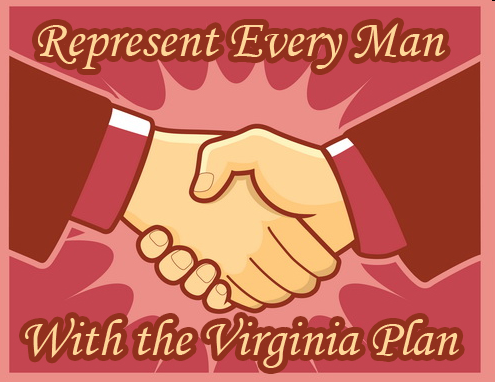 Represent Every Man
With the Virginia Plan